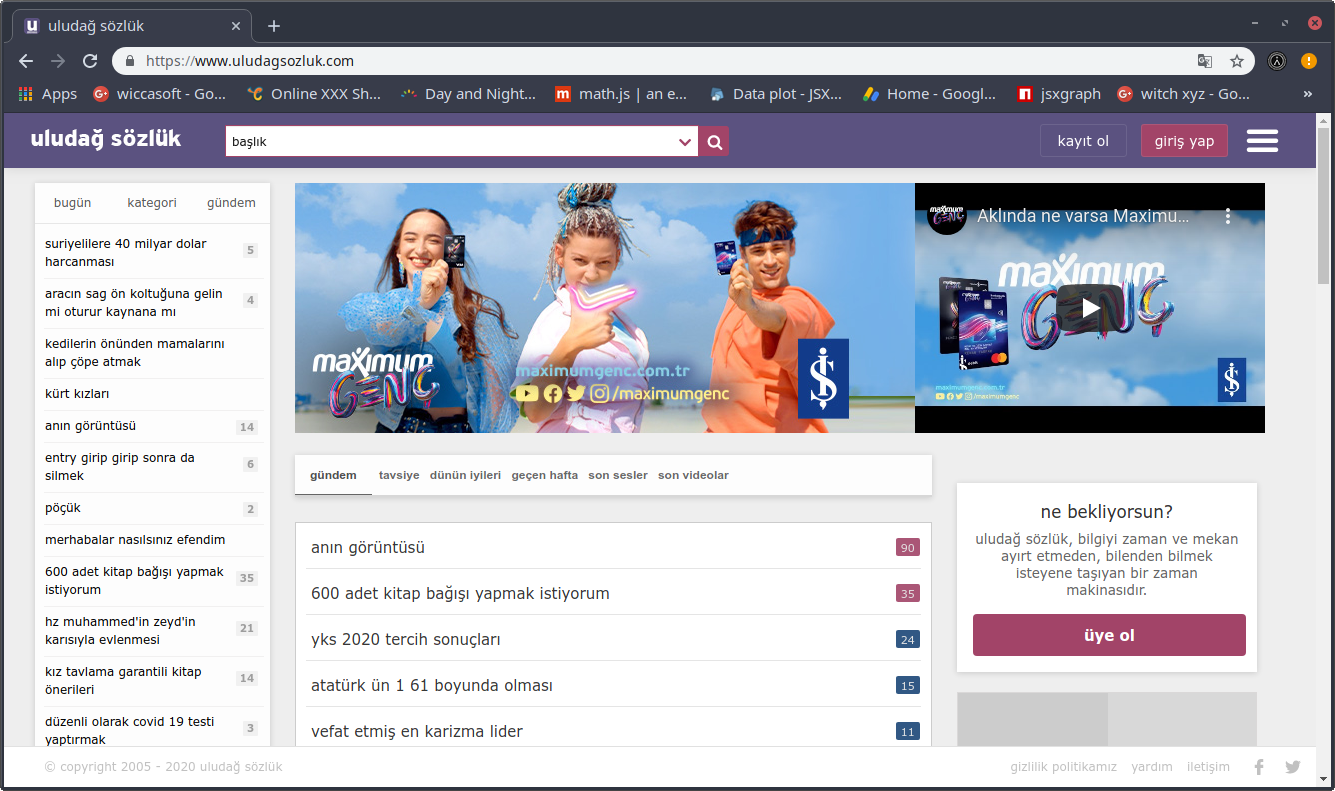 uludağ sözlük
https://www.uludagsozluk.com
Apps
wiccasoft - Go...
Online XXX Sh...
Day and Night...
math.js | an e...
Data plot - JSX...
Home - Googl...
jsxgraph
witch xyz - Go...
»
uludağ sözlük
başlık
kayıt ol
giriş yap
bugün kategori gündem
suriyelilere 40 milyar dolar
harcanması
5
aracın sag ön koltuğuna gelin
mi oturur kaynana mı
4
kedilerin önünden mamalarını
alıp çöpe atmak
kürt kızları
anın görüntüsü 14
entry girip girip sonra da
silmek
6
pöçük 2
merhabalar nasılsınız efendim
600 adet kitap bağışı yapmak
istiyorum
35
hz muhammed'in zeyd'in
karısıyla evlenmesi
21
kız tavlama garantili kitap
önerileri
14
düzenli olarak covid 19 testi
yaptırmak
3
maximum
GENÇ
maximumgenc.com.tr
/maximumgenc
maximum
GENÇ
Aklında ne varsa Maximu...
maximum
GENÇ
maximumgenc.com.tr
/maximumgenc
gündem tavsiye dünün iyileri geçen hafta son sesler son videolar
anın görüntüsü 90
600 adet kitap bağışı yapmak istiyorum 35
yks 2020 tercih sonuçları 24
atatürk ün 1 61 boyunda olması 15
vefat etmiş en karizma lider 11
ne bekliyorsun?
uludağ sözlük, bilgiyi zaman ve mekan
ayırt etmeden, bilenden bilmek
isteyene taşıyan bir zaman
makinasıdır.
üye ol
© copyright 2005 - 2020 uludağ sözlük
gizlilik politikamız yardım iletişim